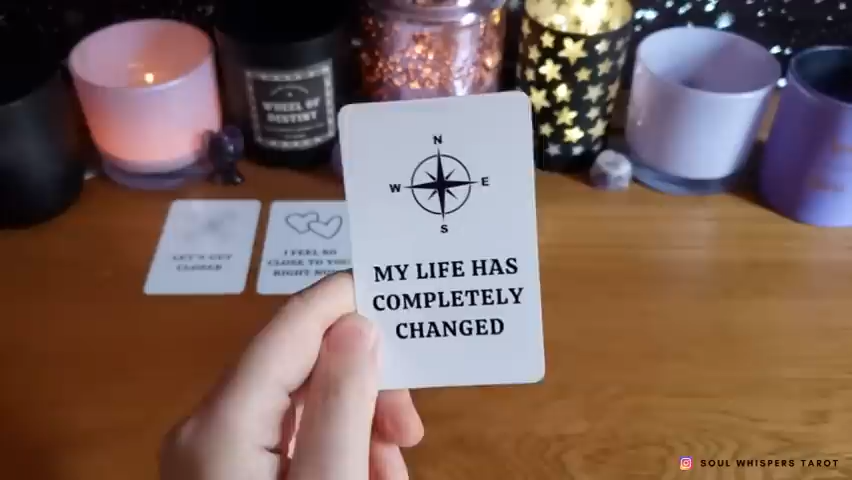 WHEEL OF
DESTINY
N
W E
S
MY LIFE HAS
COMPLETELY
CHANGED
LET'S GET
CLOSER
I FEEL SO
CLOSE TO YOU
RIGHT NOW
SOUL WHISPERS TAROT